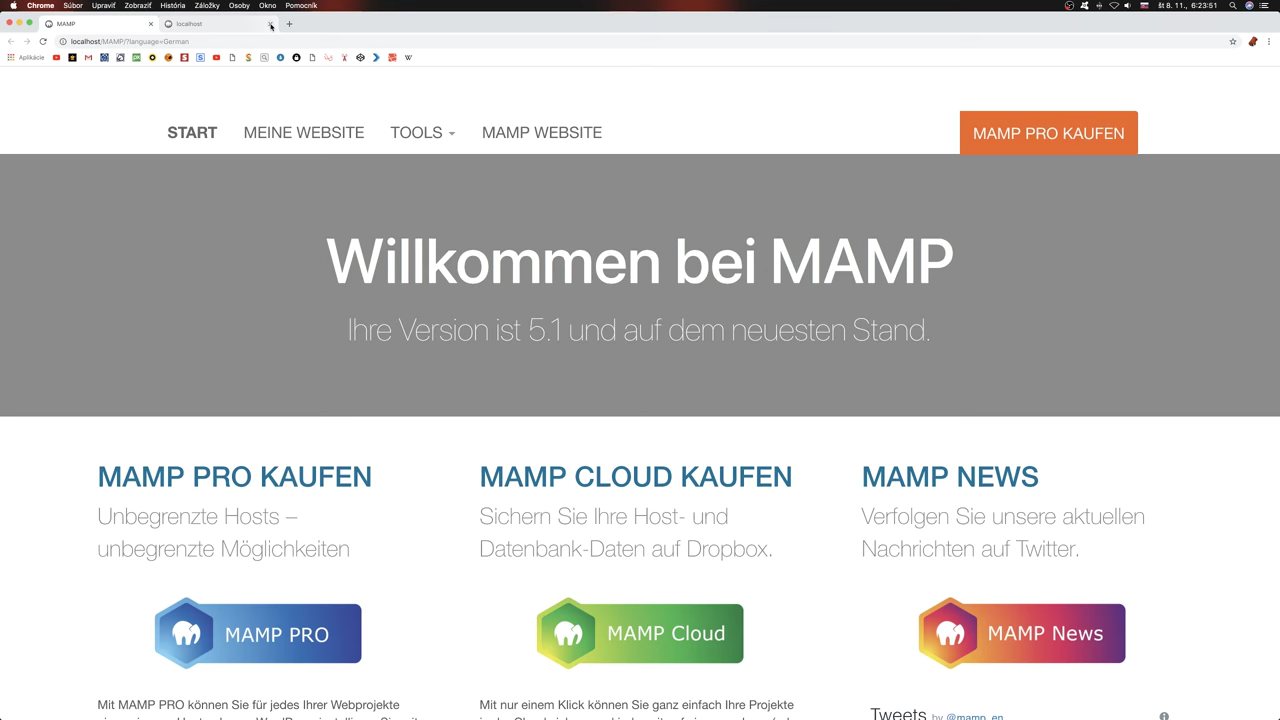 Chrome Súbor Upraviť Zobraziť História Záložky Osoby Okno Pomocník št 8. 11., 6:23:51
MAMP localhost
localhost/MAMP/?language=German
Aplikácie
START MEINE WEBSITE TOOLS MAMP WEBSITE MAMP PRO KAUFEN
Willkommen bei MAMP
Ihre Version ist 5.1 und auf dem neuesten Stand.
MAMP PRO KAUFEN
Unbegrenzte Hosts –
unbegrenzte Möglichkeiten
MAMP PRO
Mit MAMP PRO können Sie für jedes Ihrer Webprojekte
MAMP CLOUD KAUFEN
Sichern Sie Ihre Host- und
Datenbank-Daten auf Dropbox.
MAMP Cloud
Mit nur einem Klick können Sie ganz einfach Ihre Projekte
MAMP NEWS
Verfolgen Sie unsere aktuellen
Nachrichten auf Twitter.
MAMP News
Tweets by @mamp_en